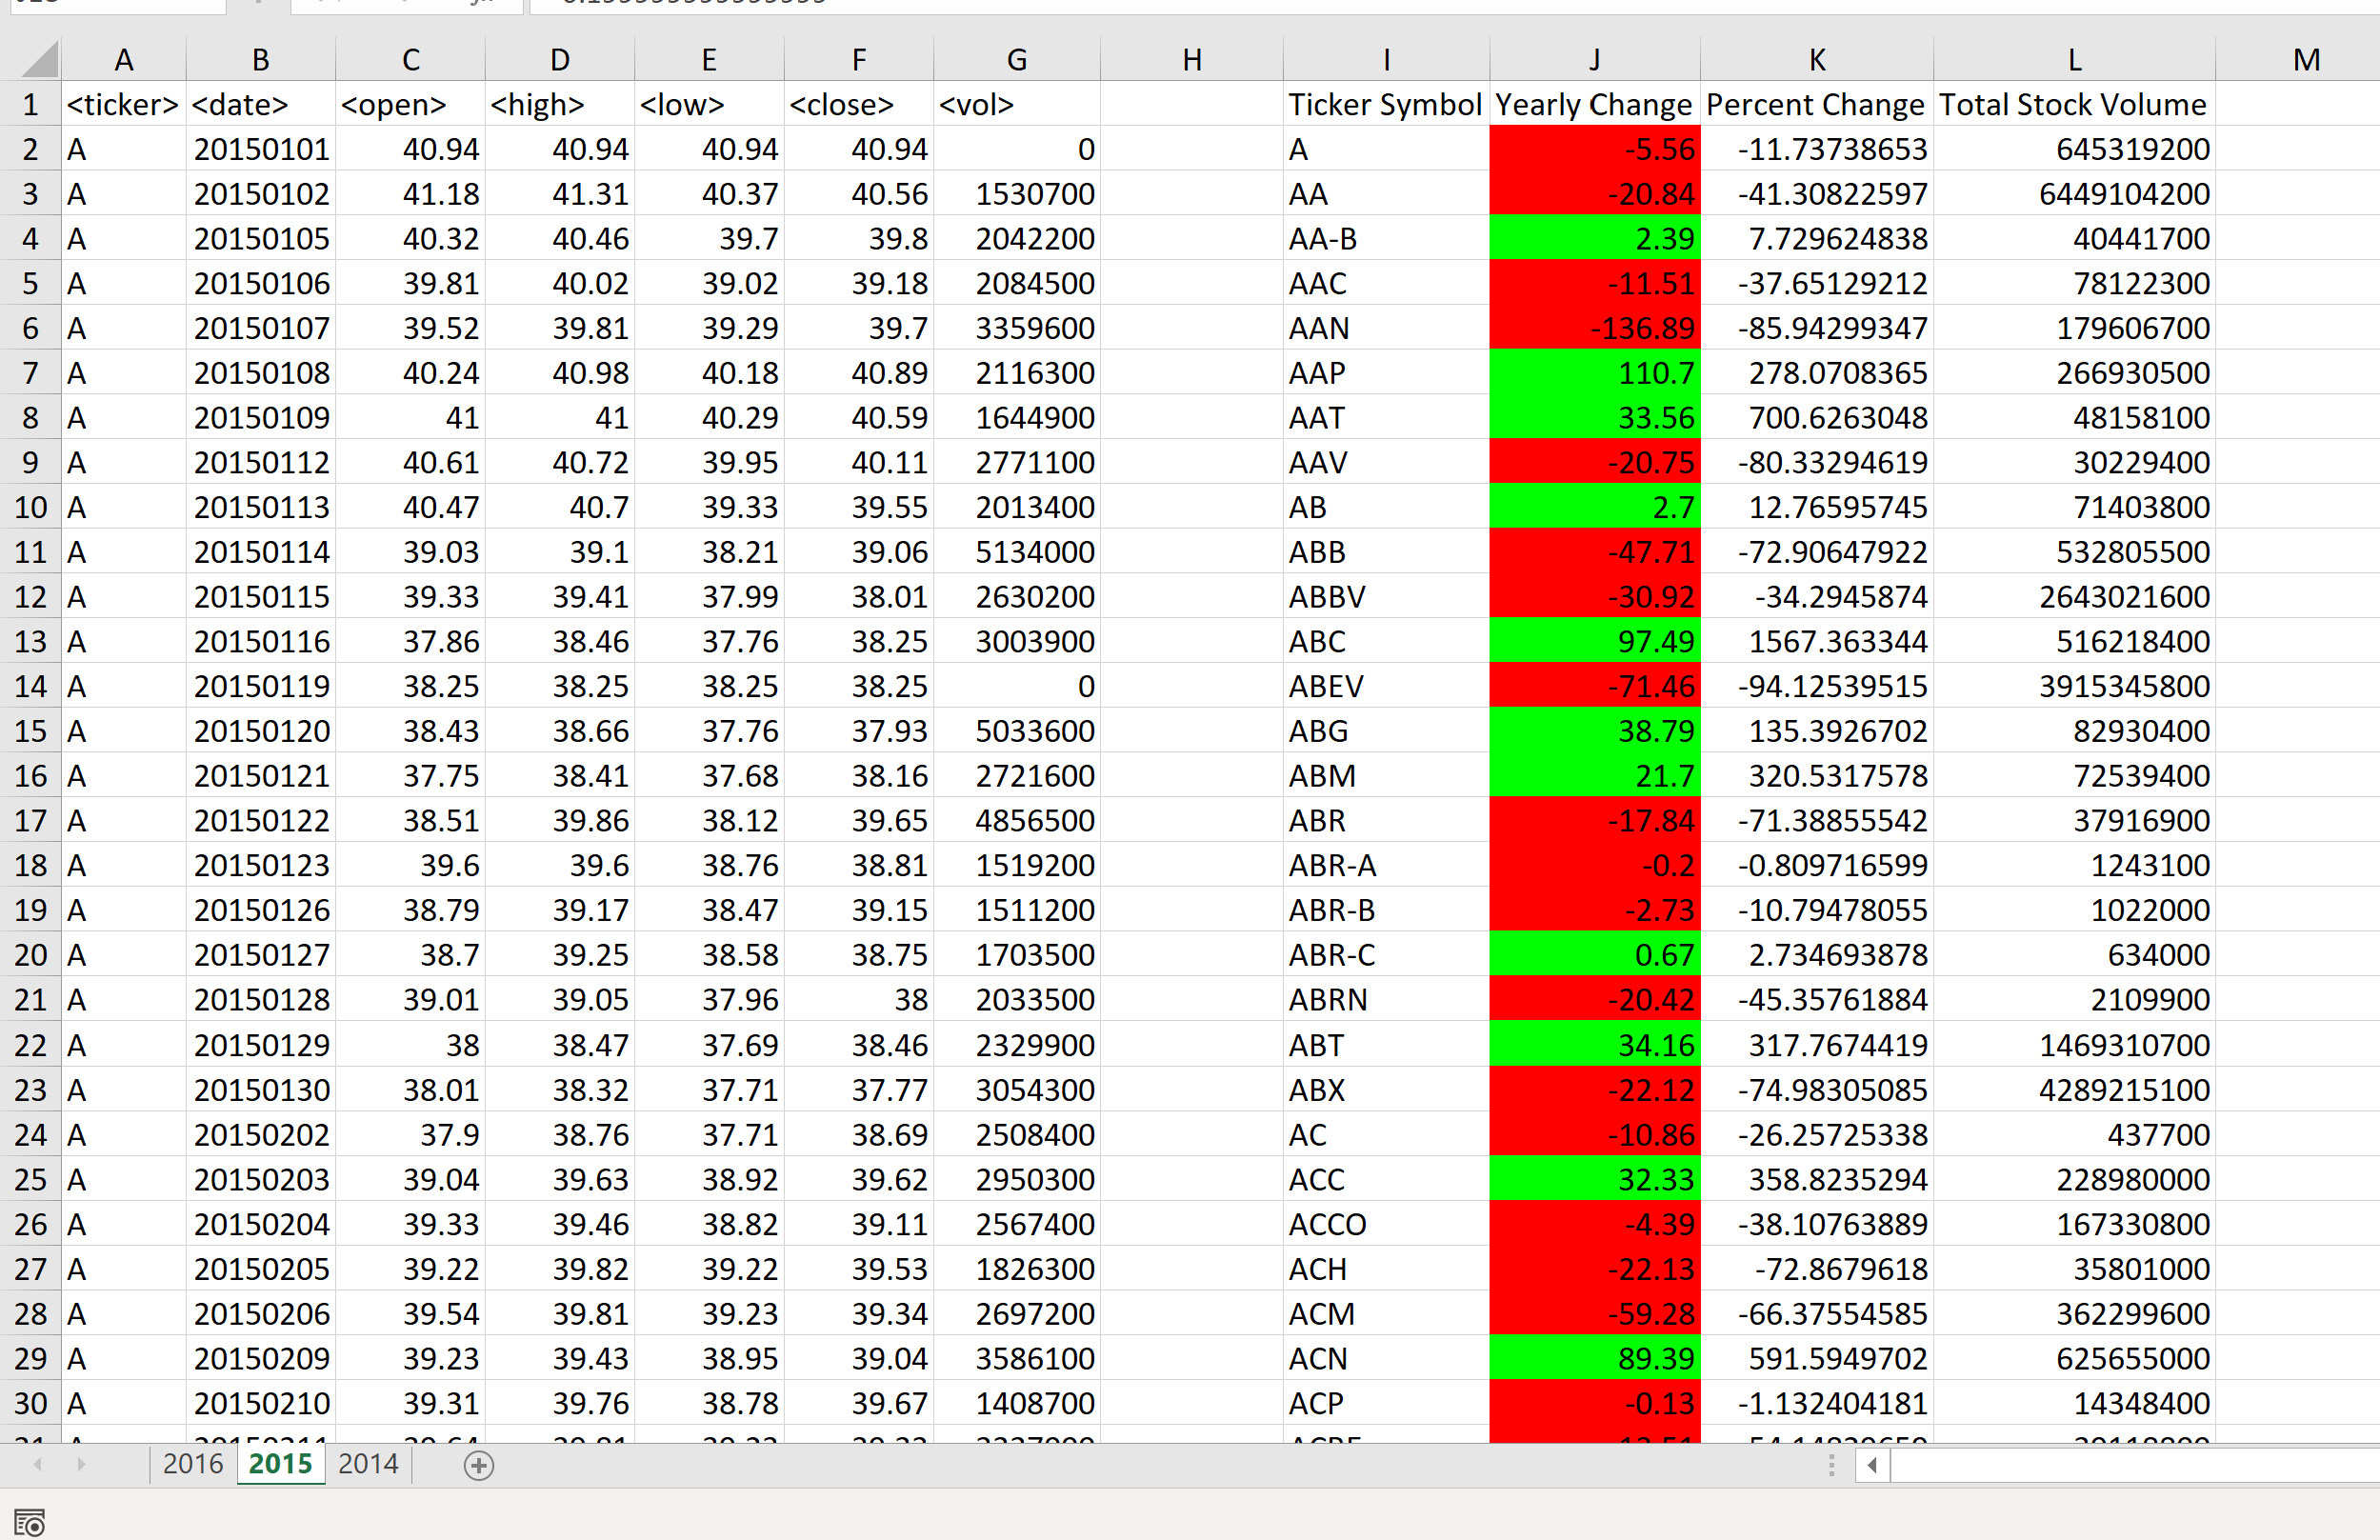 A B C D E F G H I J K L M
1 <ticker> <date> <open> <high> <low> <close> <vol> Ticker Symbol Yearly Change Percent Change Total Stock Volume
2 A 20150101 40.94 40.94 40.94 40.94 0 A -5.56 -11.73738653 645319200
3 A 20150102 41.18 41.31 40.37 40.56 1530700 AA -20.84 -41.30822597 6449104200
4 A 20150105 40.32 40.46 39.7 39.8 2042200 AA-B 2.39 7.729624838 40441700
5 A 20150106 39.81 40.02 39.02 39.18 2084500 AAC -11.51 -37.65129212 78122300
6 A 20150107 39.52 39.81 39.29 39.7 3359600 AAN -136.89 -85.94299347 179606700
7 A 20150108 40.24 40.98 40.18 40.89 2116300 AAP 110.7 278.0708365 266930500
8 A 20150109 41 41 40.29 40.59 1644900 AAT 33.56 700.6263048 48158100
9 A 20150112 40.61 40.72 39.95 40.11 2771100 AAV -20.75 -80.33294619 30229400
10 A 20150113 40.47 40.7 39.33 39.55 2013400 AB 2.7 12.76595745 71403800
11 A 20150114 39.03 39.1 38.21 39.06 5134000 ABB -47.71 -72.90647922 532805500
12 A 20150115 39.33 39.41 37.99 38.01 2630200 ABBV -30.92 -34.2945874 2643021600
13 A 20150116 37.86 38.46 37.76 38.25 3003900 ABC 97.49 1567.363344 516218400
14 A 20150119 38.25 38.25 38.25 38.25 0 ABEV -71.46 -94.12539515 3915345800
15 A 20150120 38.43 38.66 37.76 37.93 5033600 ABG 38.79 135.3926702 82930400
16 A 20150121 37.75 38.41 37.68 38.16 2721600 ABM 21.7 320.5317578 72539400
17 A 20150122 38.51 39.86 38.12 39.65 4856500 ABR -17.84 -71.38855542 37916900
18 A 20150123 39.6 39.6 38.76 38.81 1519200 ABR-A -0.2 -0.809716599 1243100
19 A 20150126 38.79 39.17 38.47 39.15 1511200 ABR-B -2.73 -10.79478055 1022000
20 A 20150127 38.7 39.25 38.58 38.75 1703500 ABR-C 0.67 2.734693878 634000
21 A 20150128 39.01 39.05 37.96 38 2033500 ABRN -20.42 -45.35761884 2109900
22 A 20150129 38 38.47 37.69 38.46 2329900 ABT 34.16 317.7674419 1469310700
23 A 20150130 38.01 38.32 37.71 37.77 3054300 ABX -22.12 -74.98305085 4289215100
24 A 20150202 37.9 38.76 37.71 38.69 2508400 AC -10.86 -26.25725338 437700
25 A 20150203 39.04 39.63 38.92 39.62 2950300 ACC 32.33 358.8235294 228980000
26 A 20150204 39.33 39.46 38.82 39.11 2567400 ACCO -4.39 -38.10763889 167330800
27 A 20150205 39.22 39.82 39.22 39.53 1826300 ACH -22.13 -72.8679618 35801000
28 A 20150206 39.54 39.81 39.23 39.34 2697200 ACM -59.28 -66.37554585 362299600
29 A 20150209 39.23 39.43 38.95 39.04 3586100 ACN 89.39 591.5949702 625655000
30 A 20150210 39.31 39.76 38.78 39.67 1408700 ACP -0.13 -1.132404181 14348400
2016 2015 2014